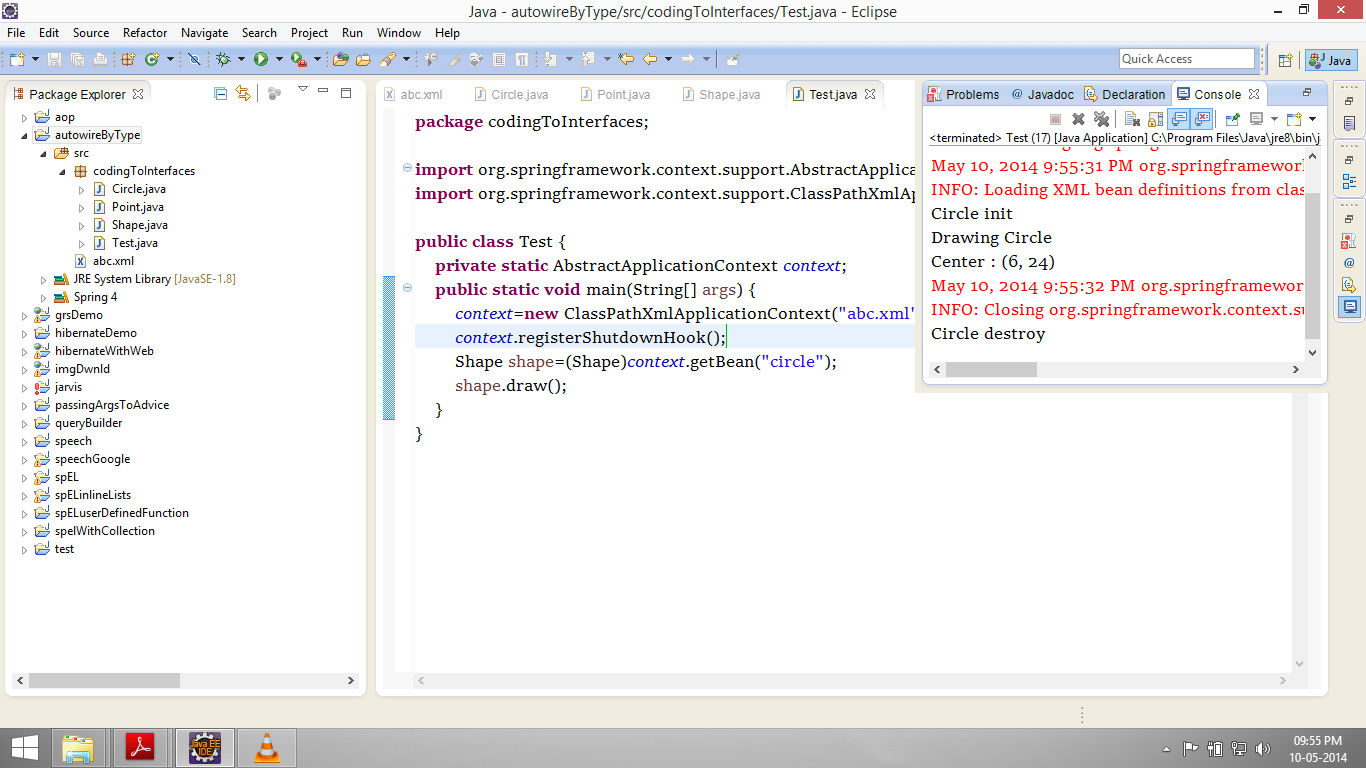 Java - autowireByType/src/codingToInterfaces/Test.java - Eclipse
File Edit Source Refactor Navigate Search Project Run Window Help
Quick Access
Java
Package Explorer
aop
autowireByType
src
codingToInterfaces
Circle.java
Point.java
Shape.java
Test.java
abc.xml
JRE System Library [JavaSE-1.8]
Spring 4
grsDemo
hibernateDemo
hibernateWithWeb
imgDwnld
jarvis
passingArgsToAdvice
queryBuilder
speech
speechGoogle
spEL
spELinlineLists
spELuserDefinedFunction
spelWithCollection
test
abc.xml Circle.java Point.java Shape.java Test.java
package codingToInterfaces;
import org.springframework.context.support.AbstractApplica
import org.springframework.context.support.ClassPathXmlAp
public class Test {
private static AbstractApplicationContext context;
public static void main(String[] args) {
context=new ClassPathXmlApplicationContext("abc.xml"
context.registerShutdownHook();
Shape shape=(Shape)context.getBean("circle");
shape.draw();
}
}
Problems @ Javadoc Declaration Console
<terminated> Test (17) [Java Application] C:\Program Files\Java\jre8\bin\j
May 10, 2014 9:55:31 PM org.springframework
INFO: Loading XML bean definitions from clas
Circle init
Drawing Circle
Center : (6, 24)
May 10, 2014 9:55:32 PM org.springframewor
INFO: Closing org.springframework.context.su
Circle destroy
Java EE
IDE
09:55 PM
10-05-2014